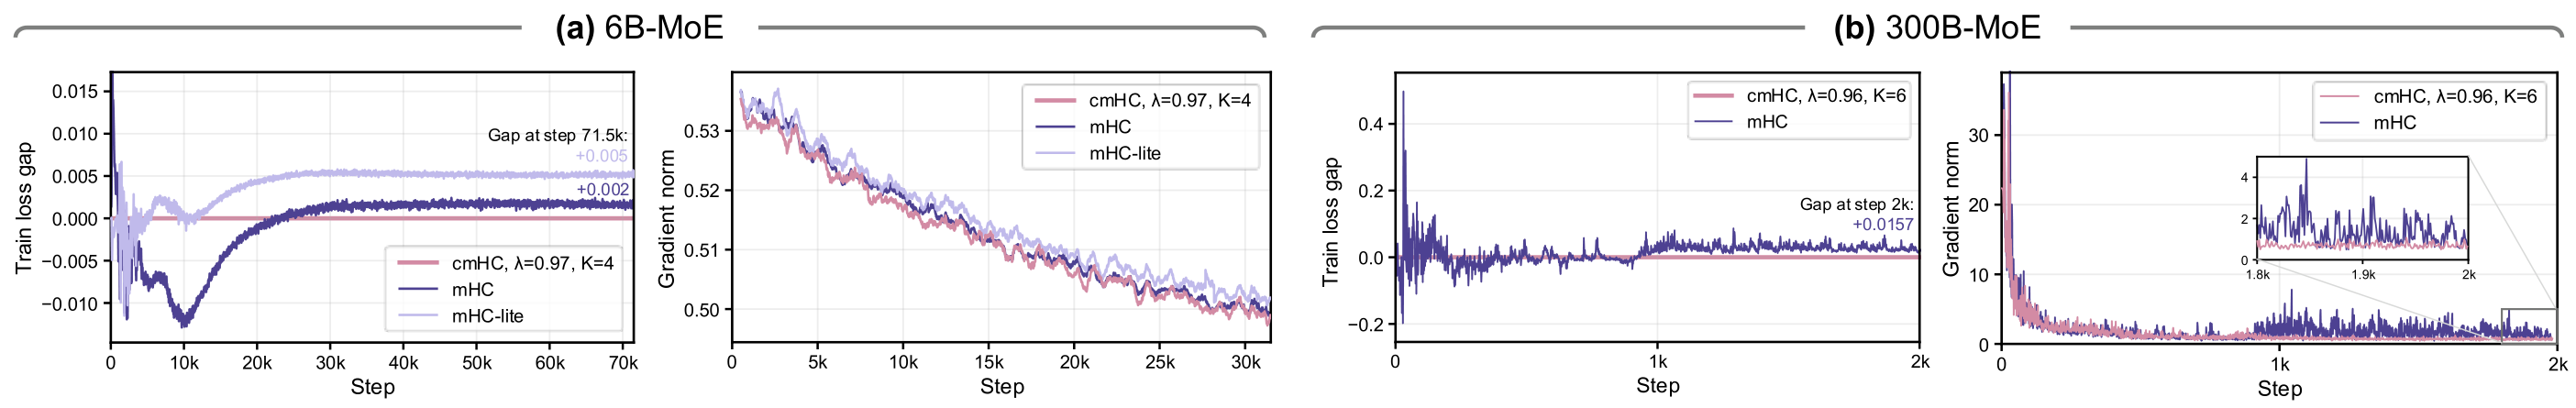 (a) 6B-MoE
(b) 300B-MoE
Train loss gap
0.015
0.010
0.005
0.000
−0.005
−0.010
Gap at step 71.5k:
+0.005
+0.002
cmHC, λ=0.97, K=4
mHC
mHC-lite
0 10k 20k 30k 40k 50k 60k 70k
Step
Gradient norm
0.53
0.52
0.51
0.50
cmHC, λ=0.97, K=4
mHC
mHC-lite
0 5k 10k 15k 20k 25k 30k
Step
Train loss gap
0.4
0.2
0.0
−0.2
cmHC, λ=0.96, K=6
mHC
Gap at step 2k:
+0.0157
0 1k 2k
Step
Gradient norm
30
20
10
0
cmHC, λ=0.96, K=6
mHC
4
2
0
1.8k 1.9k 2k
0 1k 2k
Step